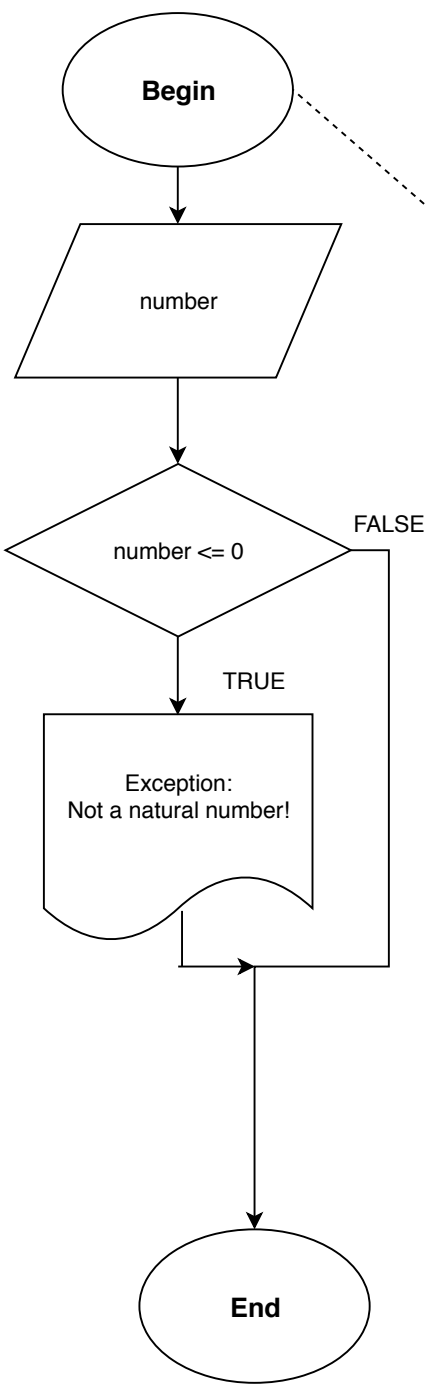 Begin
number
number <= 0
FALSE
TRUE
Exception:
Not a natural number!
End